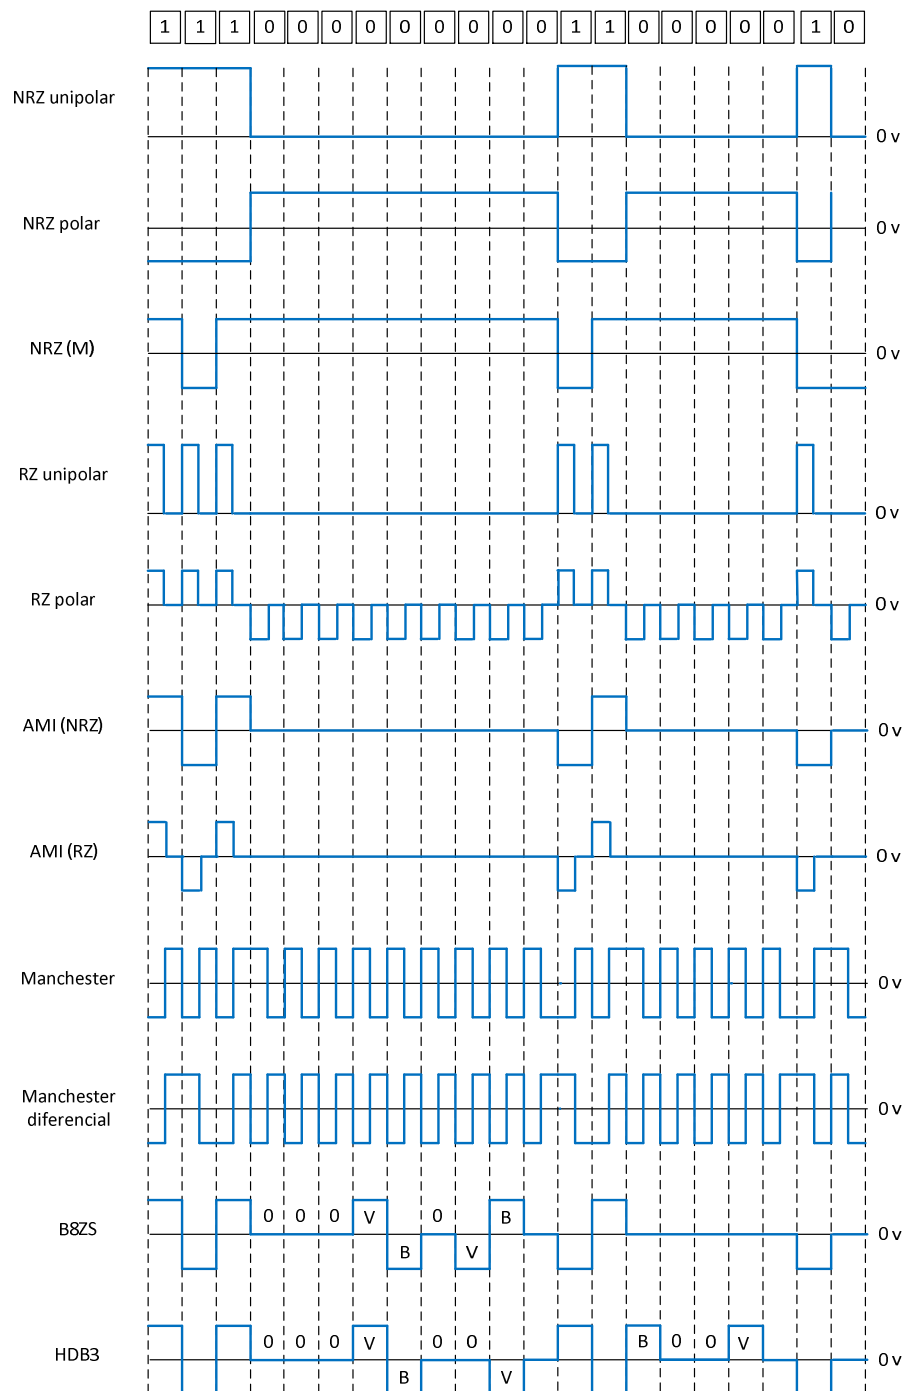 1 1 1 0 0 0 0 0 0 0 0 0 1 1 0 0 0 0 0 1 0
NRZ unipolar
0 v
NRZ polar
0 v
NRZ (M)
0 v
RZ unipolar
0 v
RZ polar
0 v
AMI (NRZ)
0 v
AMI (RZ)
0 v
Manchester
0 v
Manchester
diferencial
0 v
0 0 0 V 0 B
B8ZS
0 v
B V
0 0 0 V 0 0 B 0 0 V
HDB3
0 v
B V